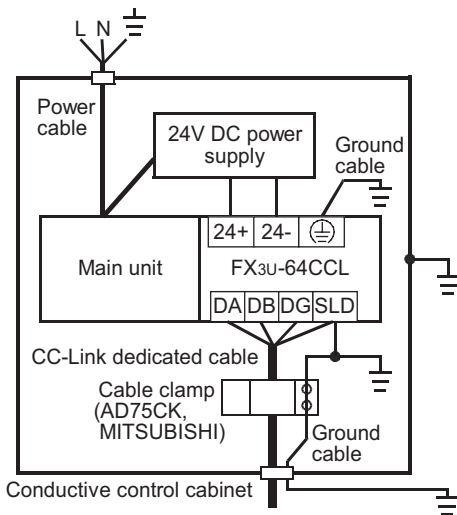 L N
Power
cable
24V DC power
supply
Ground
cable
24+ 24-
Main unit
FX3U-64CCL
DA DB DG SLD
CC-Link dedicated cable
Cable clamp
(AD75CK,
MITSUBISHI)
Ground
cable
Conductive control cabinet